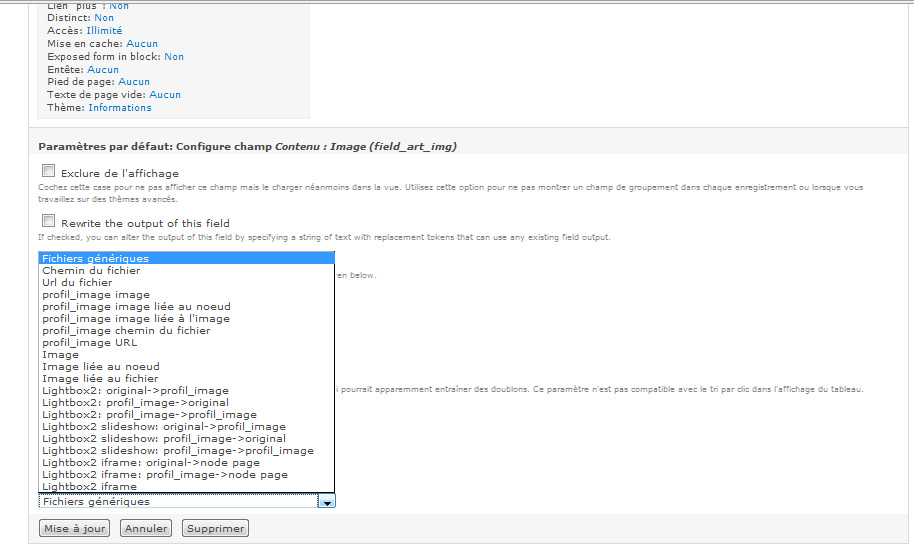 Lien "plus": Non
Distinct: Non
Accès: Illimité
Mise en cache: Aucun
Exposed form in block: Non
Entête: Aucun
Pied de page: Aucun
Texte de page vide: Aucun
Thème: Informations
Paramètres par défaut: Configure champ Contenu : Image (field_art_img)
Exclure de l'affichage
Cochez cette case pour ne pas afficher ce champ mais le charger néanmoins dans la vue. Utilisez cette option pour ne pas montrer un champ de groupement dans chaque enregistrement ou lorsque vous
travaillez sur des thèmes avancés.
Rewrite the output of this field
If checked, you can alter the output of this field by specifying a string of text with replacement tokens that can use any existing field output.
Fichiers génériques
Chemin du fichier
ren below.
Url du fichier
profil_image image
profil_image image liée au noeud
profil_image image liée à l'image
profil_image chemin du fichier
profil_image URL
Image
Image liée au noeud
Image liée au fichier
Lightbox2: original->profil_image
i pourrait apparemment entraîner des doublons. Ce paramètre n'est pas compatible avec le tri par clic dans l'affichage du tableau.
Lightbox2: profil_image->original
Lightbox2: profil_image->profil_image
Lightbox2 slideshow: original->profil_image
Lightbox2 slideshow: profil_image->original
Lightbox2 slideshow: profil_image->profil_image
Lightbox2 iframe: original->node page
Lightbox2 iframe: profil_image->node page
Lightbox2 iframe
Fichiers génériques
Mise à jour Annuler Supprimer